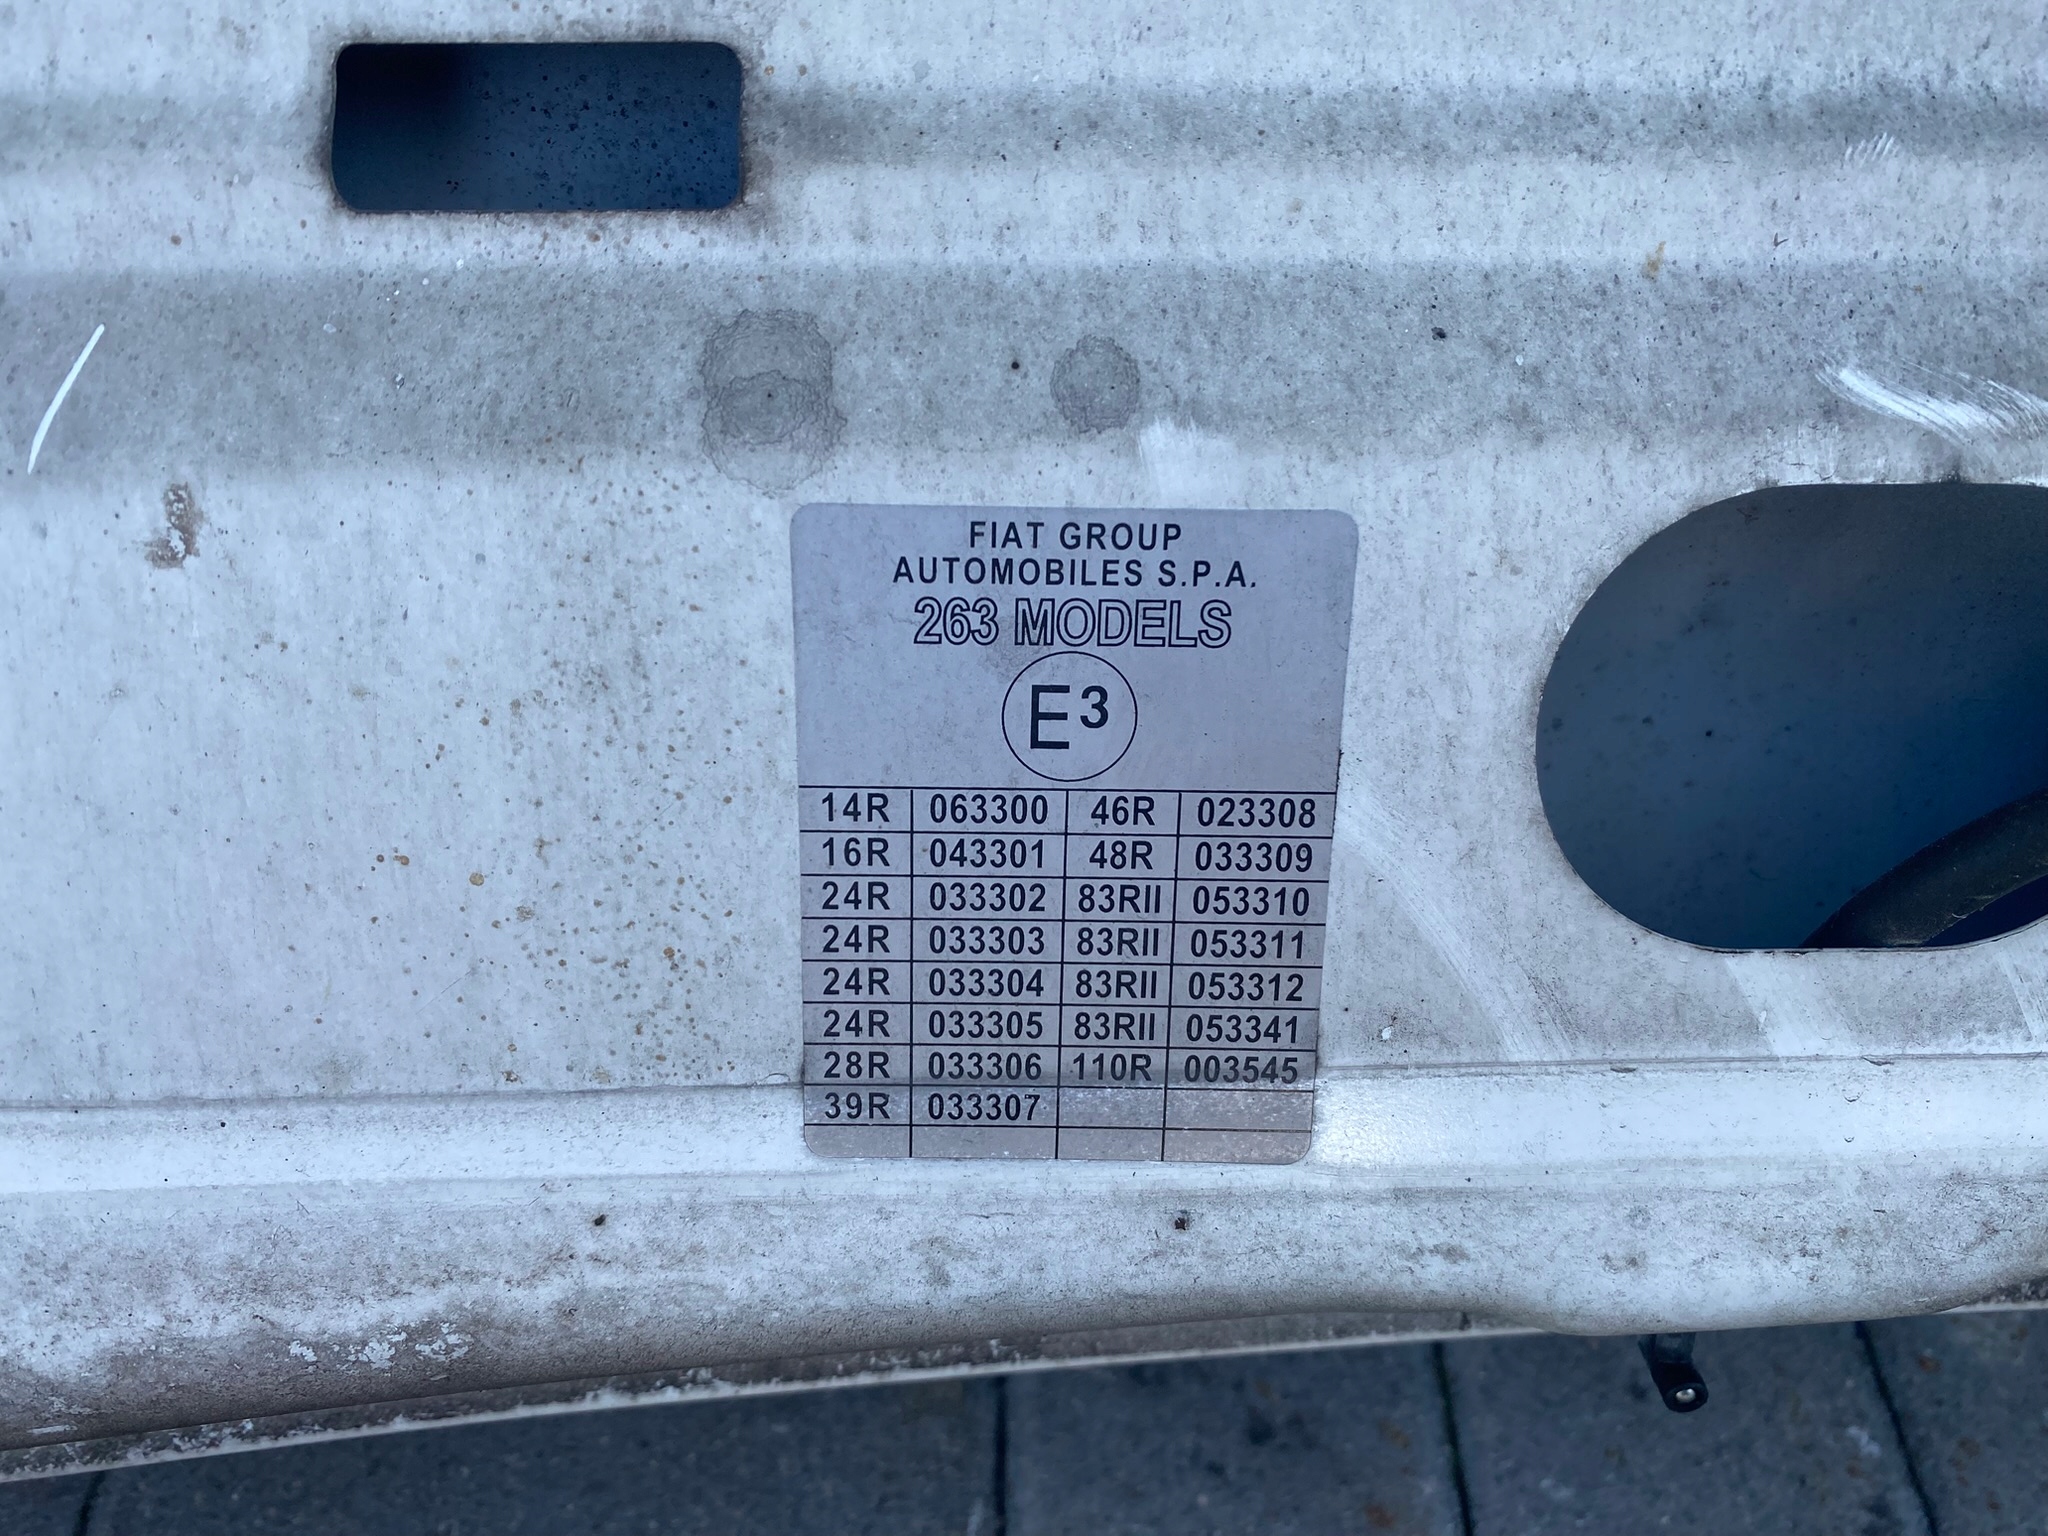 FIAT GROUP
AUTOMOBILES S.P.A.
263 MODELS
E3
14R 063300 46R 023308
16R 043301 48R 033309
24R 033302 83RII 053310
24R 033303 83RII 053311
24R 033304 83RII 053312
24R 033305 83RII 053341
28R 033306 110R 003545
39R 033307